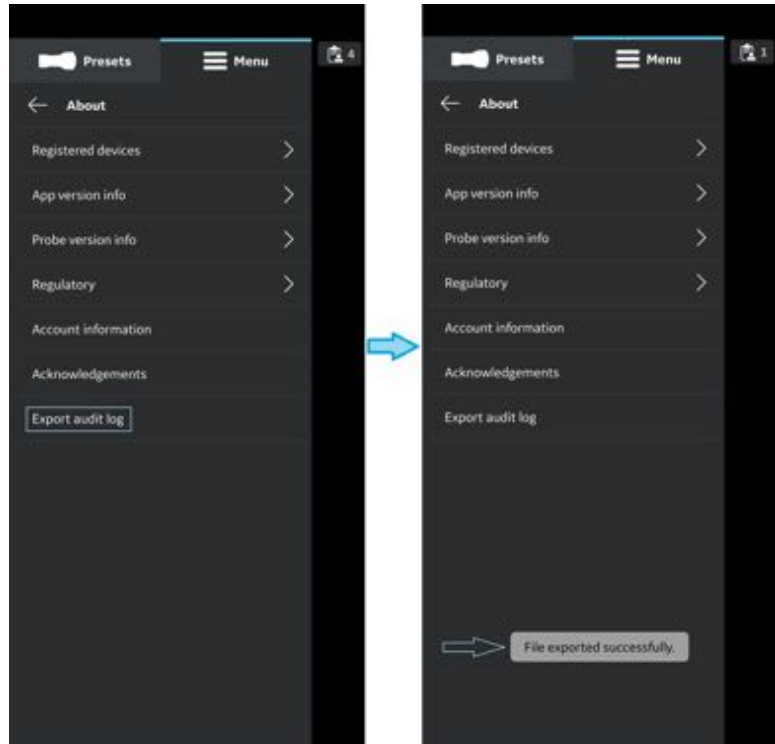 Presets
Menu
4
About
Registered devices
App version info
Probe version info
Regulatory
Account information
Acknowledgements
Export audit log
Presets
Menu
1
About
Registered devices
App version info
Probe version info
Regulatory
Account information
Acknowledgements
Export audit log
File exported successfully.